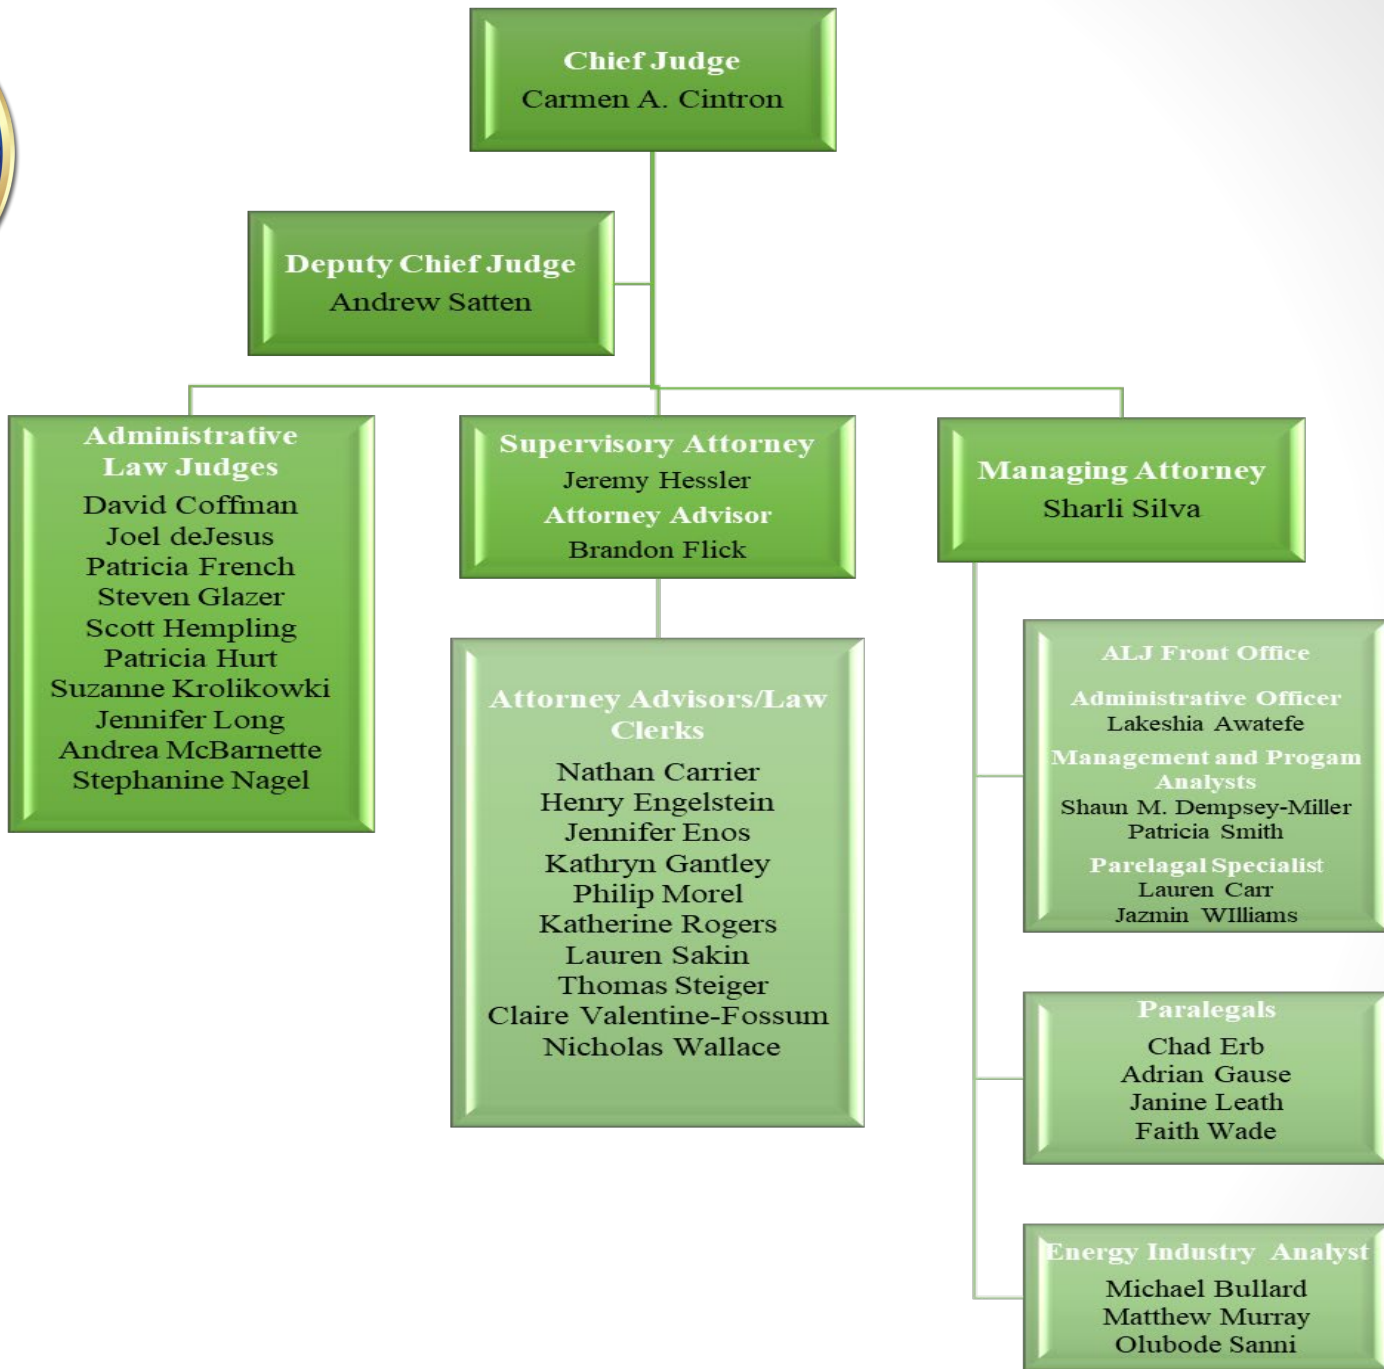 Chief Judge
Carmen A. Cintron
Deputy Chief Judge
Andrew Satten
Administrative
Law Judges
David Coffman
Joel deJesus
Patricia French
Steven Glazer
Scott Hempling
Patricia Hurt
Suzanne Krolikowki
Jennifer Long
Andrea McBarnette
Stephanine Nagel
Supervisory Attorney
Jeremy Hessler
Attorney Advisor
Brandon Flick
Attorney Advisors/Law
Clerks
Nathan Carrier
Henry Engelstein
Jennifer Enos
Kathryn Gantley
Philip Morel
Katherine Rogers
Lauren Sakin
Thomas Steiger
Claire Valentine-Fossum
Nicholas Wallace
Managing Attorney
Sharli Silva
ALJ Front Office
Administrative Officer
Lakeshia Awatefe
Management and Progam
Analysts
Shaun M. Dempsey-Miller
Patricia Smith
Parelagal Specialist
Lauren Carr
Jazmin WIlliams
Paralegals
Chad Erb
Adrian Gause
Janine Leath
Faith Wade
Energy Industry Analyst
Michael Bullard
Matthew Murray
Olubode Sanni